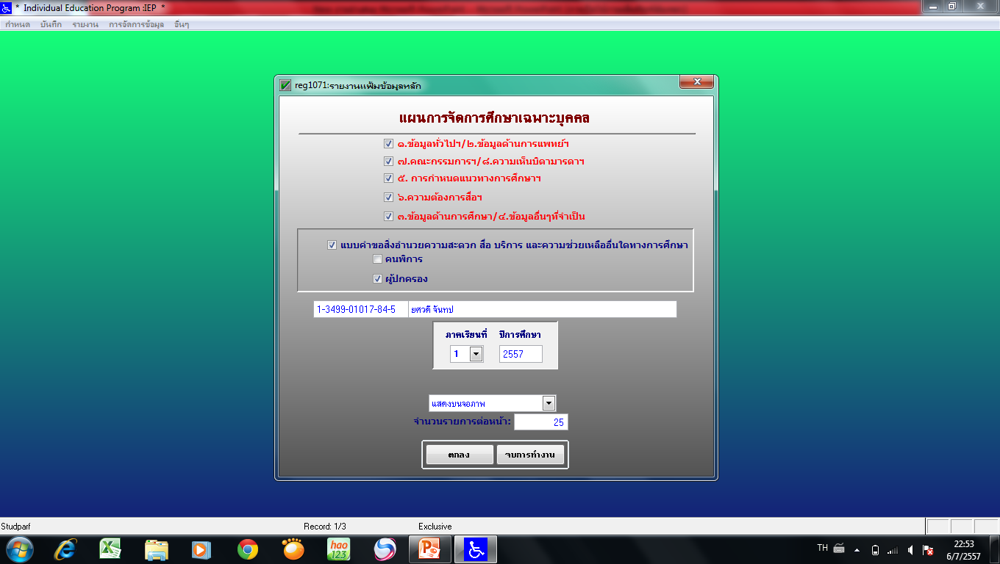 * Individual Education Program :IEP *
กำหนด บันทึก รายงาน การจัดการข้อมูล อื่นๆ
reg1071:รายงานแฟ้มข้อมูลหลัก
แผนการจัดการศึกษาเฉพาะบุคคล
๑.ข้อมูลทั่วไปฯ/๒.ข้อมูลด้านการแพทย์ฯ
๗.คณะกรรมการฯ/๘.ความเห็นบิดามารดาฯ
๕. การกำหนดแนวทางการศึกษาฯ
๖.ความต้องการสื่อฯ
๓.ข้อมูลด้านการศึกษา/๔.ข้อมูลอื่นๆที่จำเป็น
แบบคำขอสิ่งอำนวยความสะดวก สื่อ บริการ และความช่วยเหลืออื่นใดทางการศึกษา
คนพิการ
ผู้ปกครอง
1-3499-01017-84-5 ยศวดี จันทป
ภาคเรียนที่ ปีการศึกษา
1 2557
แสดงบนจอภาพ
จำนวนรายการต่อหน้า: 25
ตกลง จบการทำงาน
Studparf Record: 1/3 Exclusive
hao
123
TH 22:53
6/7/2557